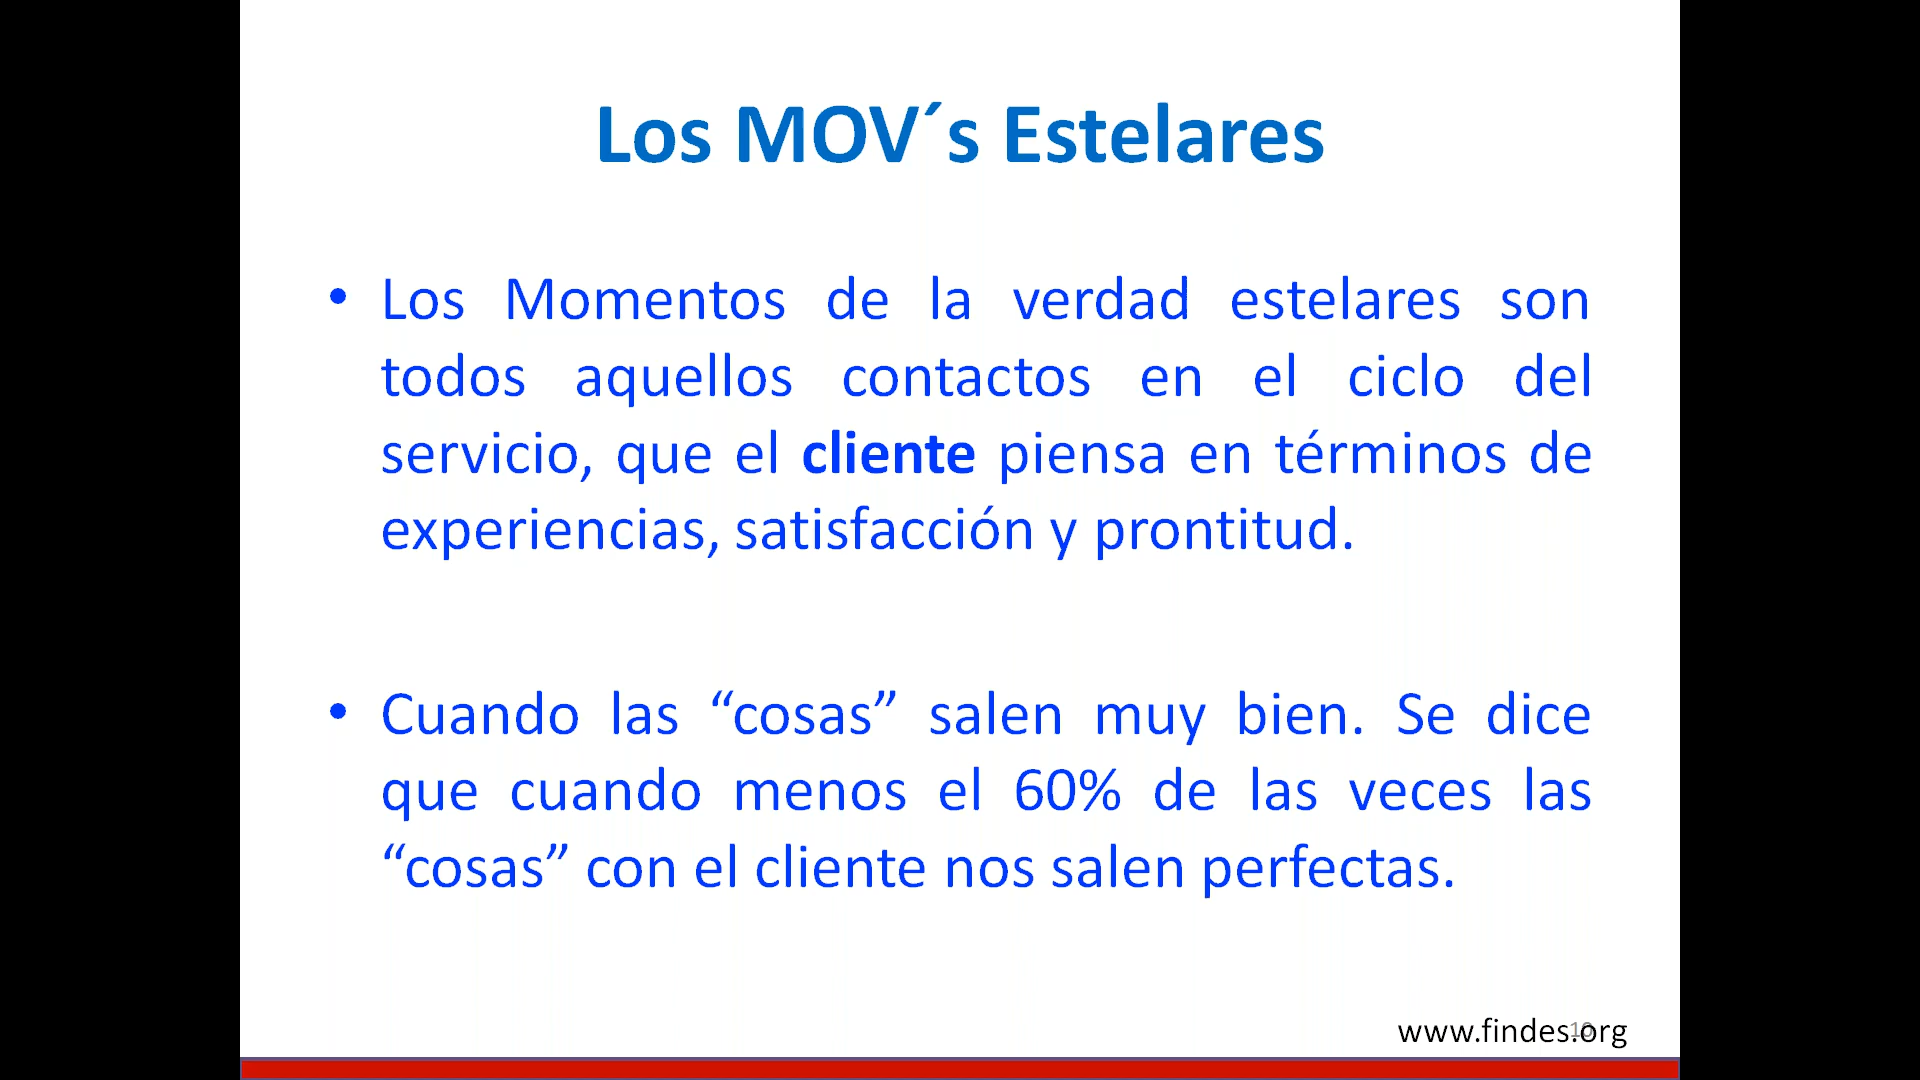 Los MOV´s Estelares
• Los Momentos de la verdad estelares son
todos aquellos contactos en el ciclo del
servicio, que el cliente piensa en términos de
experiencias, satisfacción y prontitud.
• Cuando las “cosas” salen muy bien. Se dice
que cuando menos el 60% de las veces las
“cosas” con el cliente nos salen perfectas.
www.findes.org